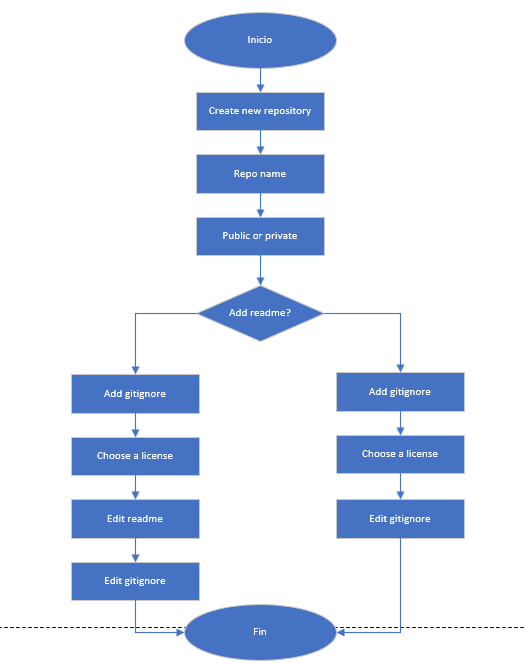 Inicio
Create new repository
Repo name
Public or private
Add readme?
Add gitignore
Choose a license
Edit readme
Edit gitignore
Add gitignore
Choose a license
Edit gitignore
Fin